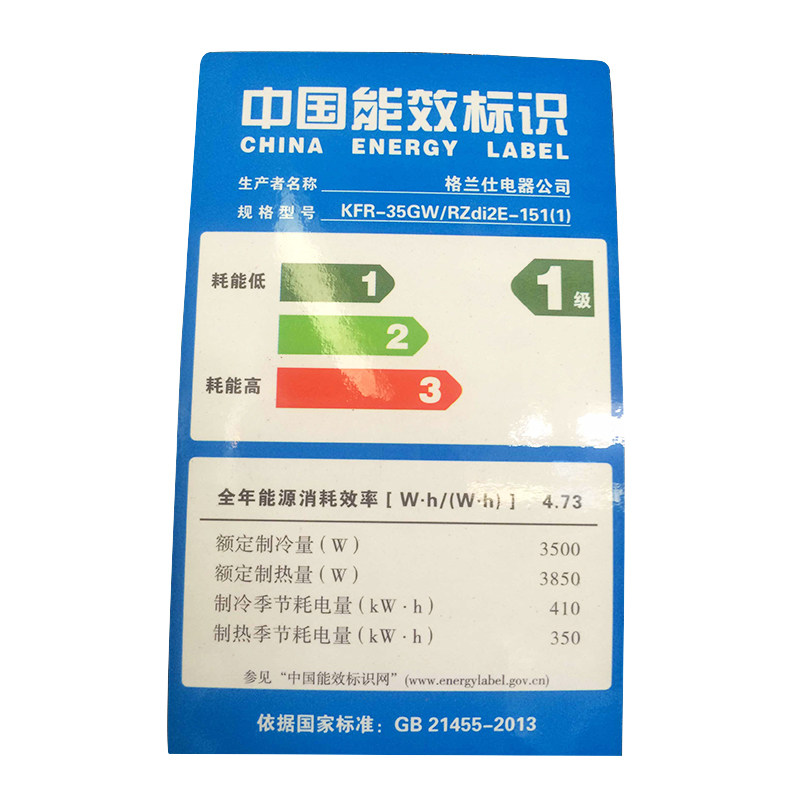 中国能效标识
CHINA ENERGY LABEL
生产者名称 格兰仕电器公司
规格型号 KFR-35GW/RZdi2E-151(1)
耗能低 1 1级
2
耗能高 3
全年能源消耗效率[W·h/(W·h)] 4.73
额定制冷量(W) 3500
额定制热量(W) 3850
制冷季节耗电量(kW·h) 410
制热季节耗电量(kW·h) 350
参见“中国能效标识网”(www.energylabel.gov.cn)
依据国家标准：GB 21455-2013